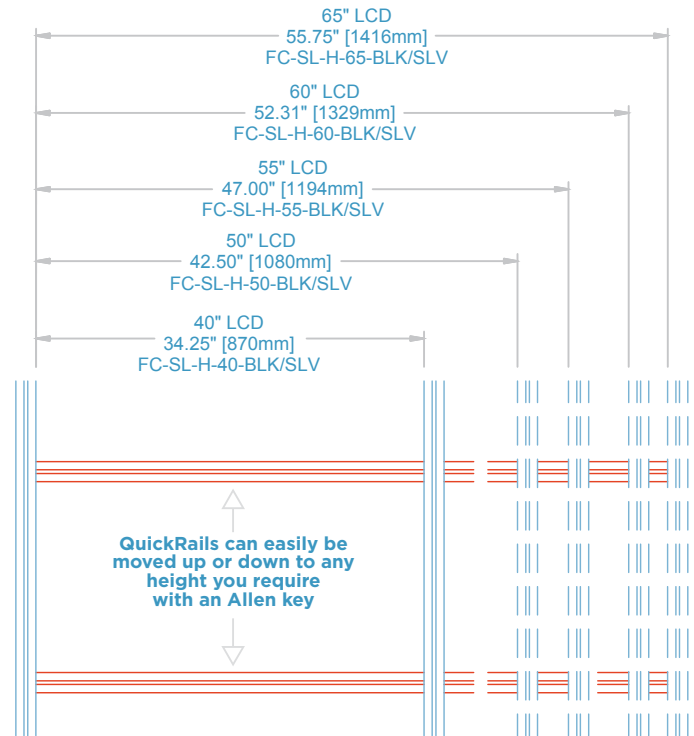 65" LCD
55.75" [1416mm]
FC-SL-H-65-BLK/SLV
60" LCD
52.31" [1329mm]
FC-SL-H-60-BLK/SLV
55" LCD
47.00" [1194mm]
FC-SL-H-55-BLK/SLV
50" LCD
42.50" [1080mm]
FC-SL-H-50-BLK/SLV
40" LCD
34.25" [870mm]
FC-SL-H-40-BLK/SLV
QuickRails can easily be
moved up or down to any
height you require
with an Allen key